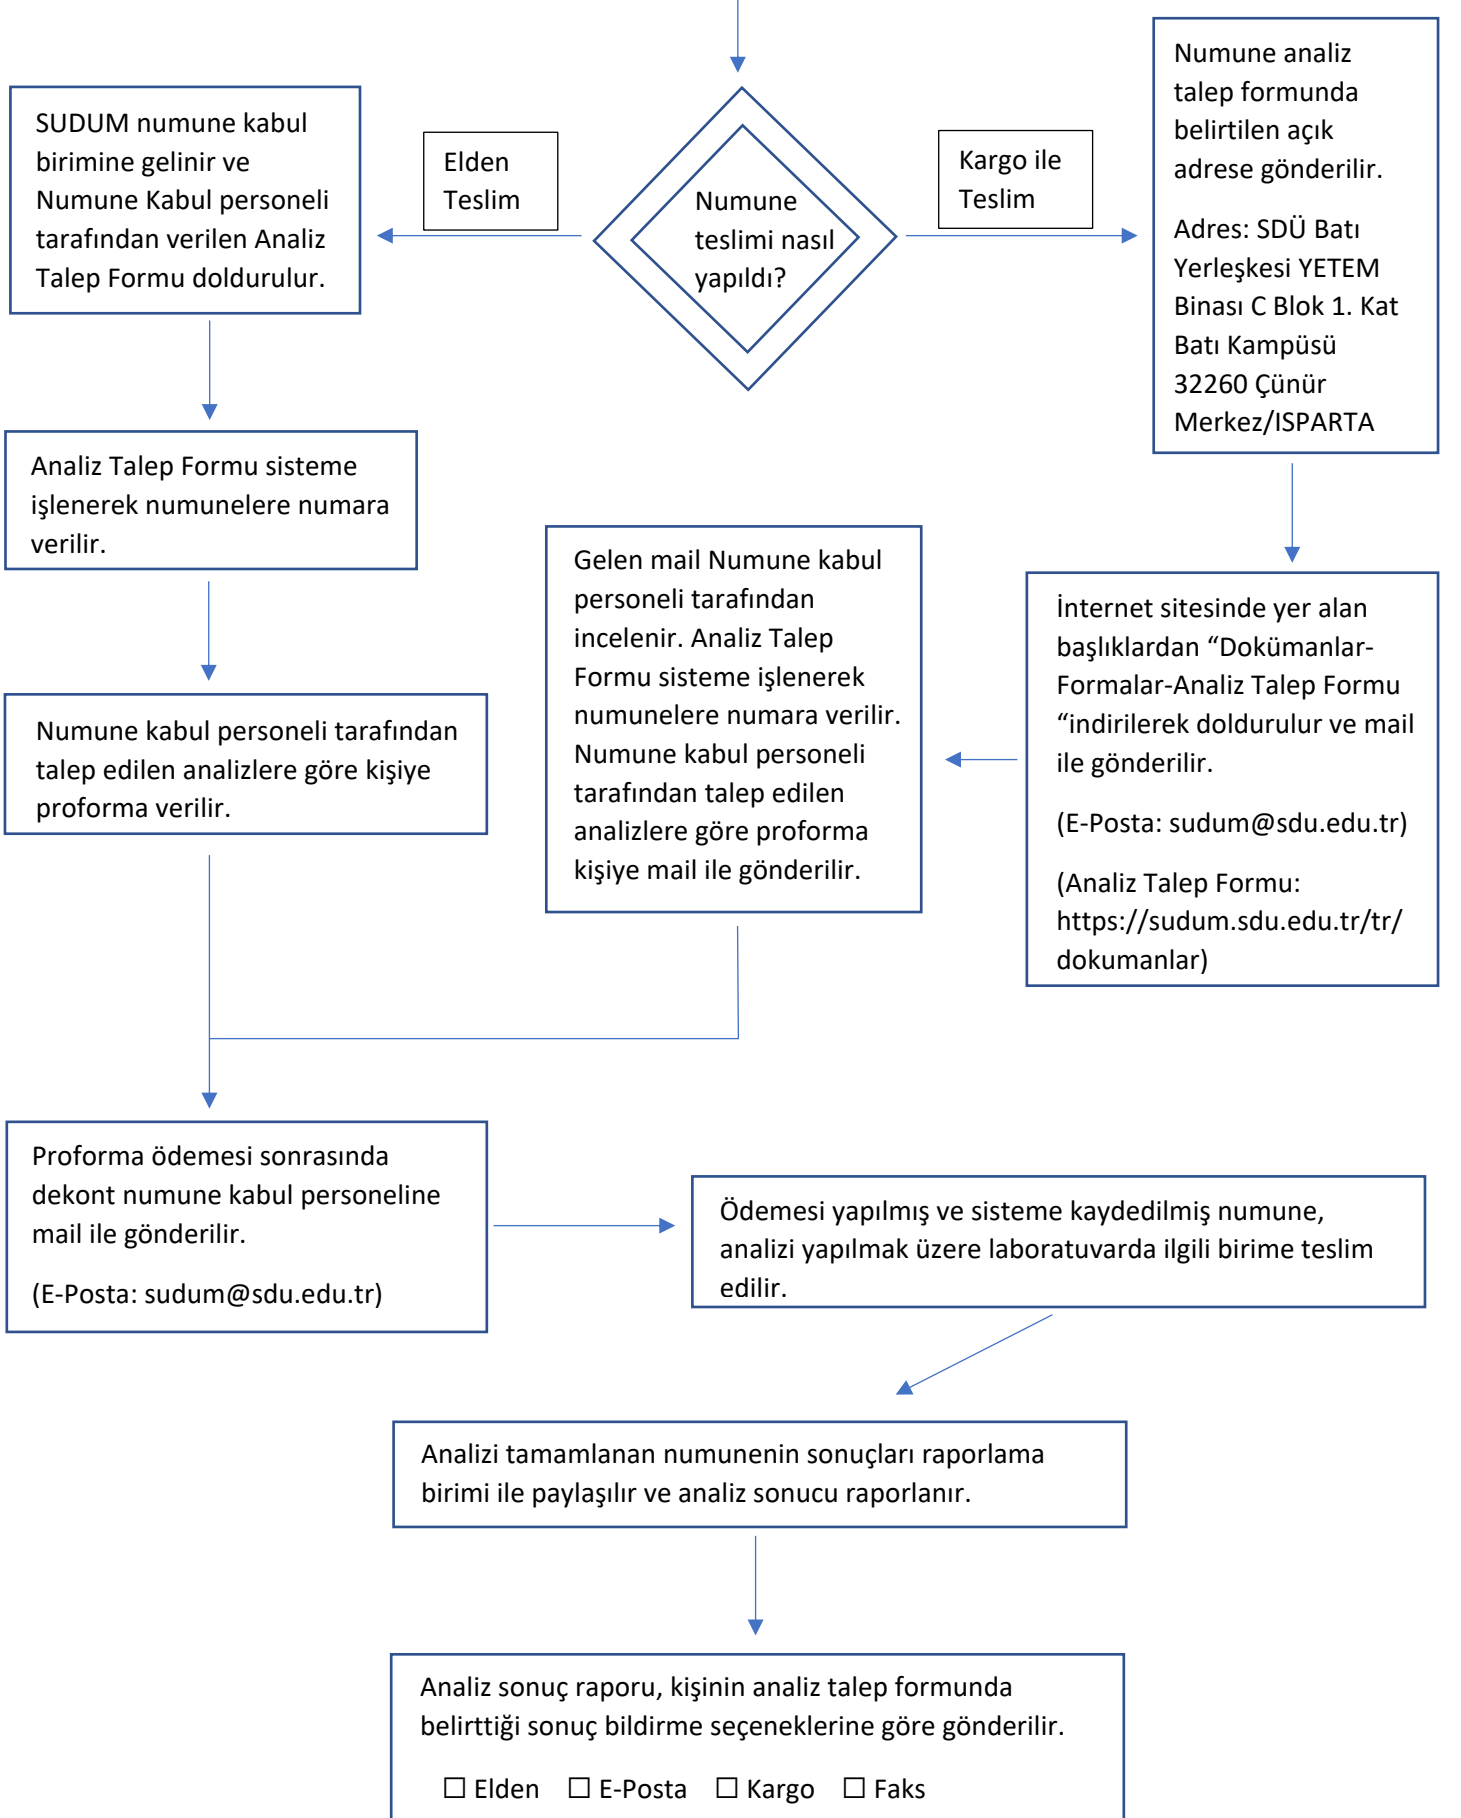 SUDUM numune kabul
birimine gelinir ve
Numune Kabul personeli
tarafından verilen Analiz
Talep Formu doldurulur.
Elden
Teslim
Numune
teslimi nasıl
yapıldı?
Kargo ile
Teslim
Numune analiz
talep formunda
belirtilen açık
adrese gönderilir.
Adres: SDÜ Batı
Yerleşkesi YETEM
Binası C Blok 1. Kat
Batı Kampüsü
32260 Çünür
Merkez/ISPARTA
Analiz Talep Formu sisteme
işlenerek numunelere numara
verilir.
Gelen mail Numune kabul
personeli tarafından
incelenir. Analiz Talep
Formu sisteme işlenerek
numunelere numara verilir.
Numune kabul personeli
tarafından talep edilen
analizlere göre proforma
kişiye mail ile gönderilir.
İnternet sitesinde yer alan
başlıklardan “Dokümanlar-
Formalar-Analiz Talep Formu
“indirilerek doldurulur ve mail
ile gönderilir.
(E-Posta: sudum@sdu.edu.tr)
(Analiz Talep Formu:
https://sudum.sdu.edu.tr/tr/
dokumanlar)
Numune kabul personeli tarafından
talep edilen analizlere göre kişiye
proforma verilir.
Proforma ödemesi sonrasında
dekont numune kabul personeline
mail ile gönderilir.
(E-Posta: sudum@sdu.edu.tr)
Ödemesi yapılmış ve sisteme kaydedilmiş numune,
analizi yapılmak üzere laboratuvarda ilgili birime teslim
edilir.
Analizi tamamlanan numunenin sonuçları raporlama
birimi ile paylaşılır ve analiz sonucu raporlanır.
Analiz sonuç raporu, kişinin analiz talep formunda
belirttiği sonuç bildirme seçeneklerine göre gönderilir.
☐ Elden ☐ E-Posta ☐ Kargo ☐ Faks